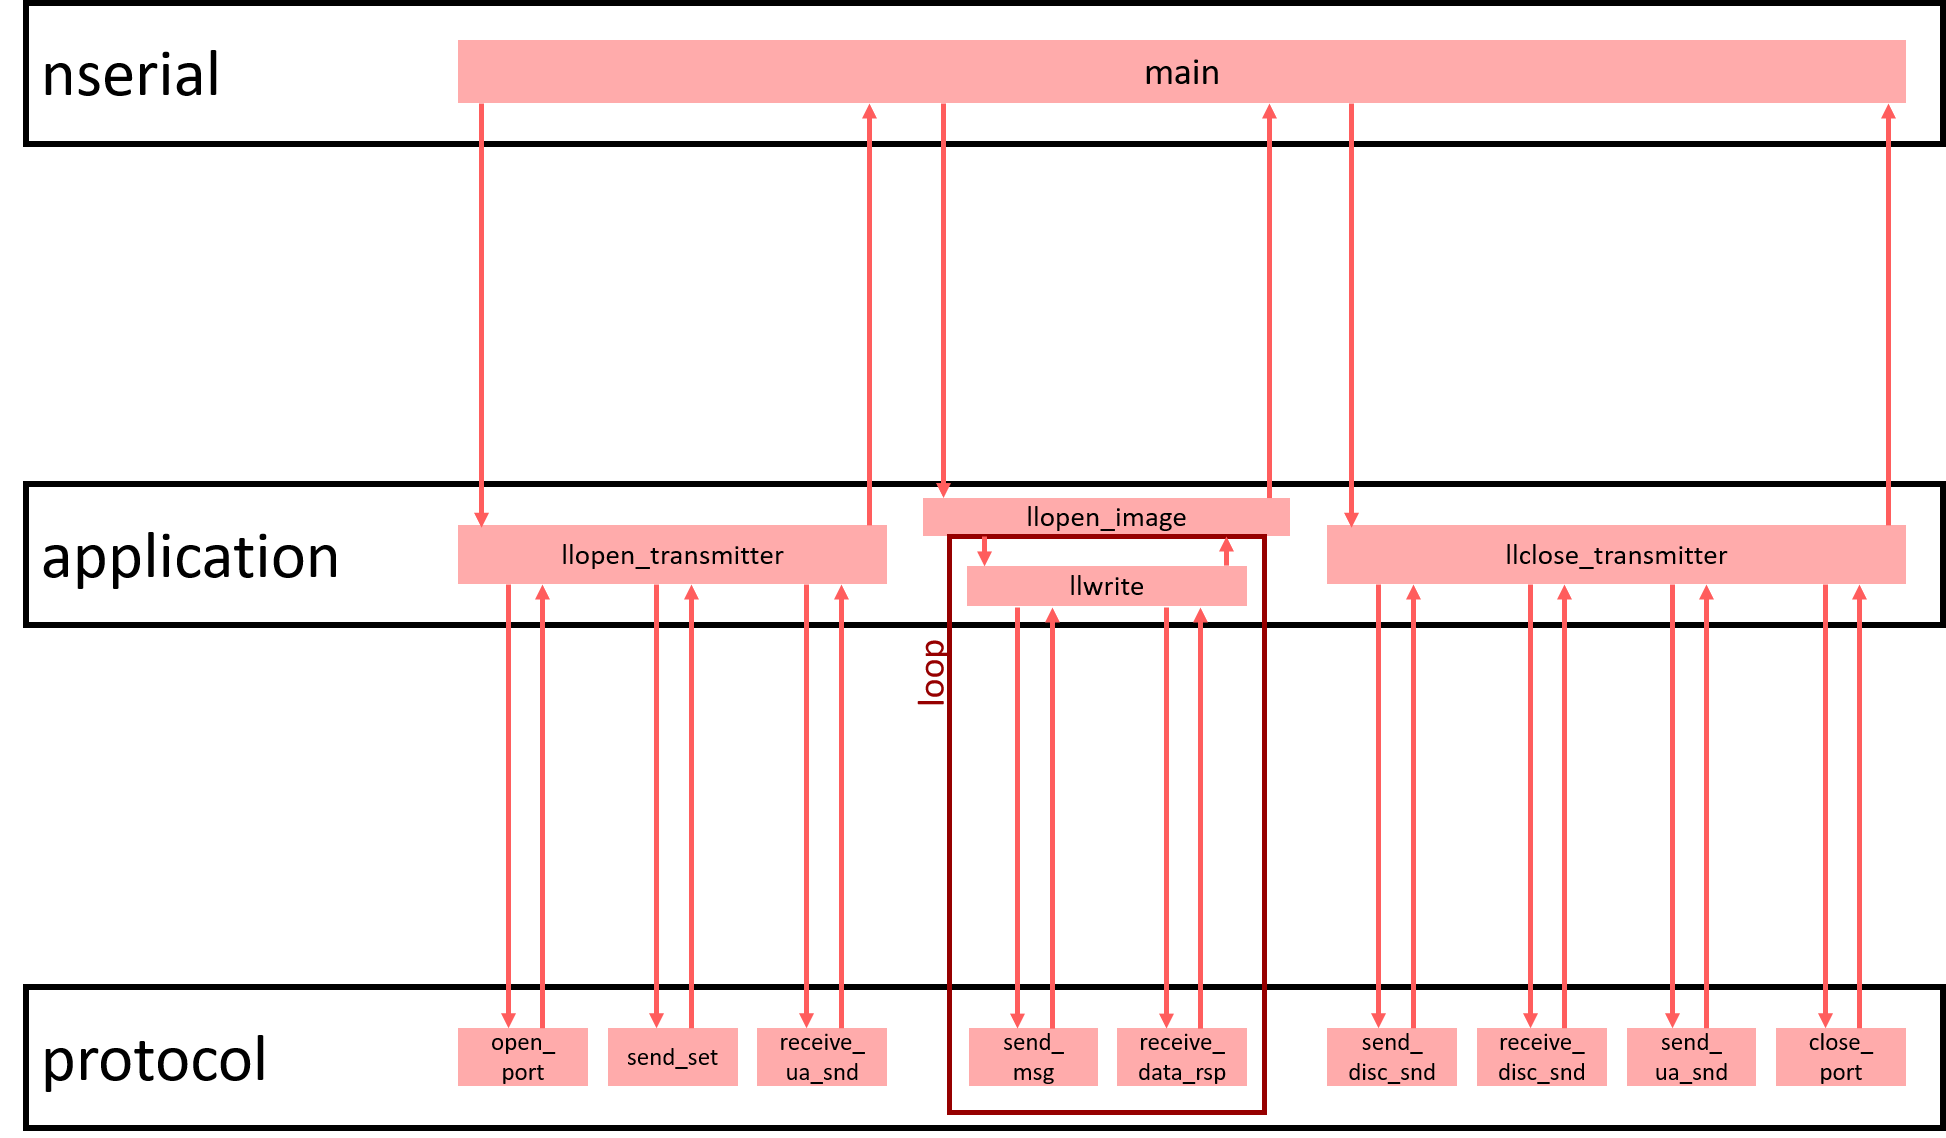 nserial
main
application
llopen_transmitter
llopen_image
llwrite
llclose_transmitter
loop
protocol
open_
port
send_set
receive_
ua_snd
send_
msg
receive_
data_rsp
send_
disc_snd
receive_
disc_snd
send_
ua_snd
close_
port